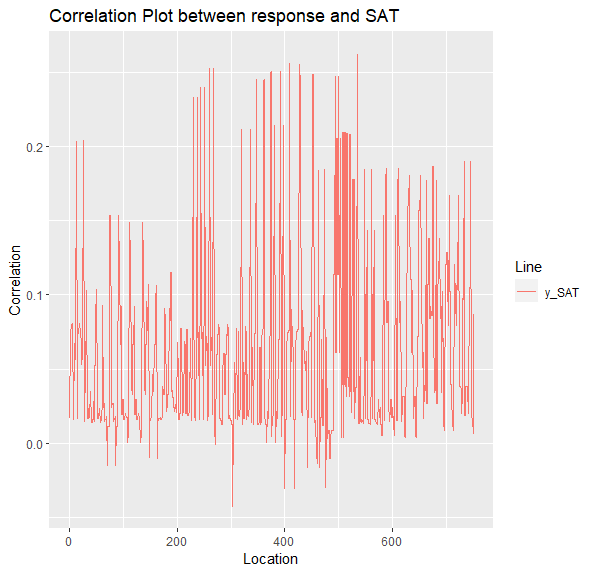 Correlation Plot between response and SAT
Correlation
0.2
0.1
0.0
0
200
400
600
Location
Line
y_SAT